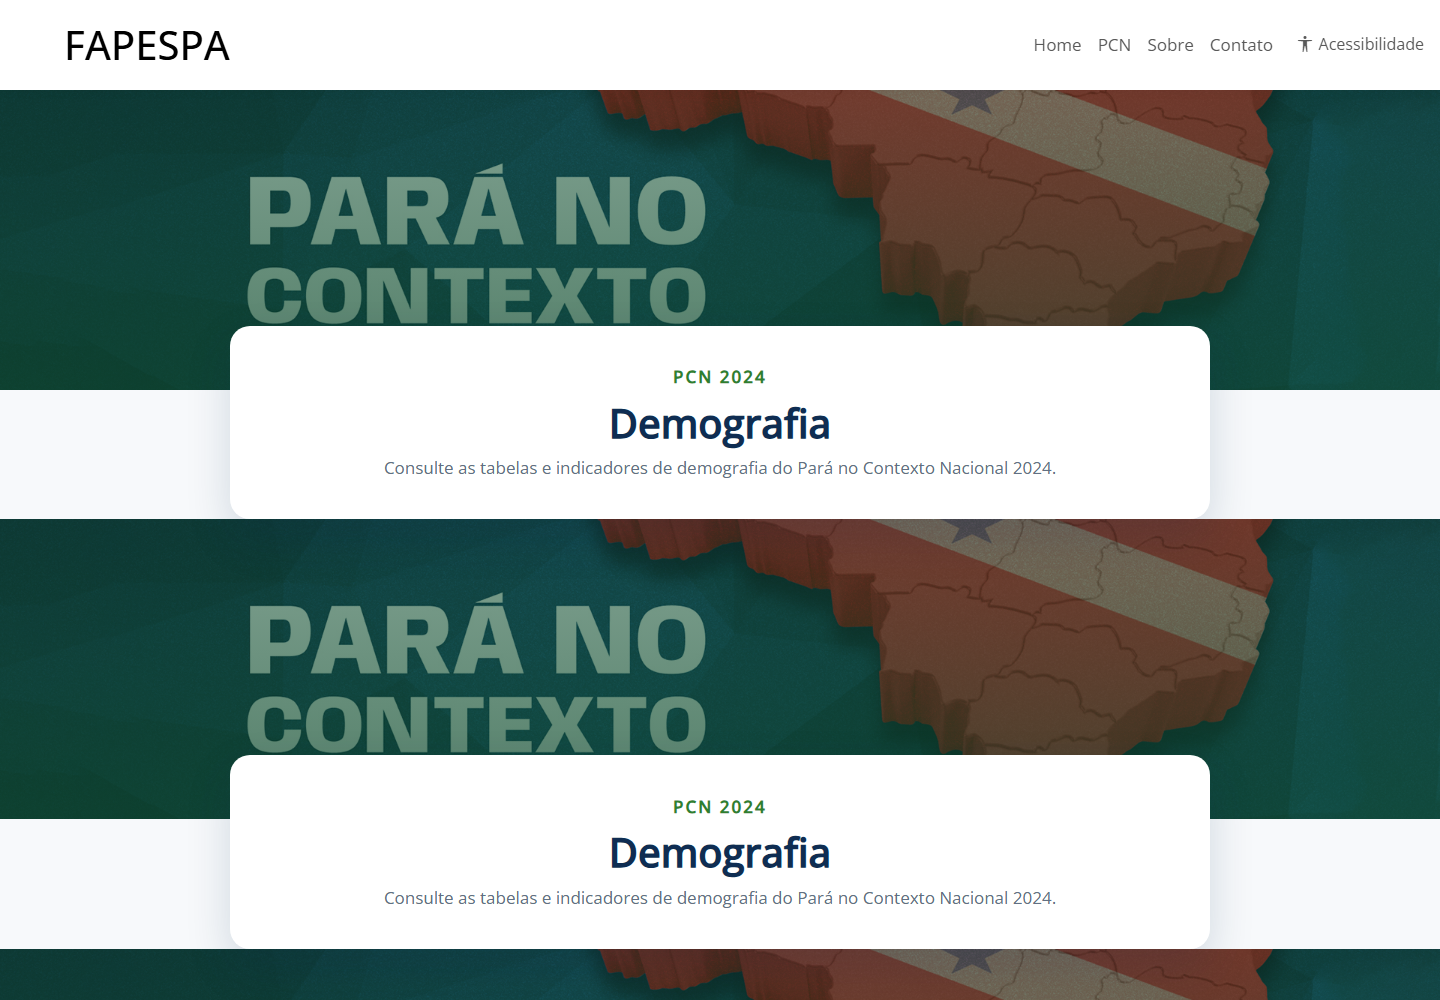 FAPESPA
Home PCN Sobre Contato Acessibilidade
PARÁ NO
CONTEXTO
PCN 2024
Demografia
Consulte as tabelas e indicadores de demografia do Pará no Contexto Nacional 2024.
PARÁ NO
CONTEXTO
PCN 2024
Demografia
Consulte as tabelas e indicadores de demografia do Pará no Contexto Nacional 2024.